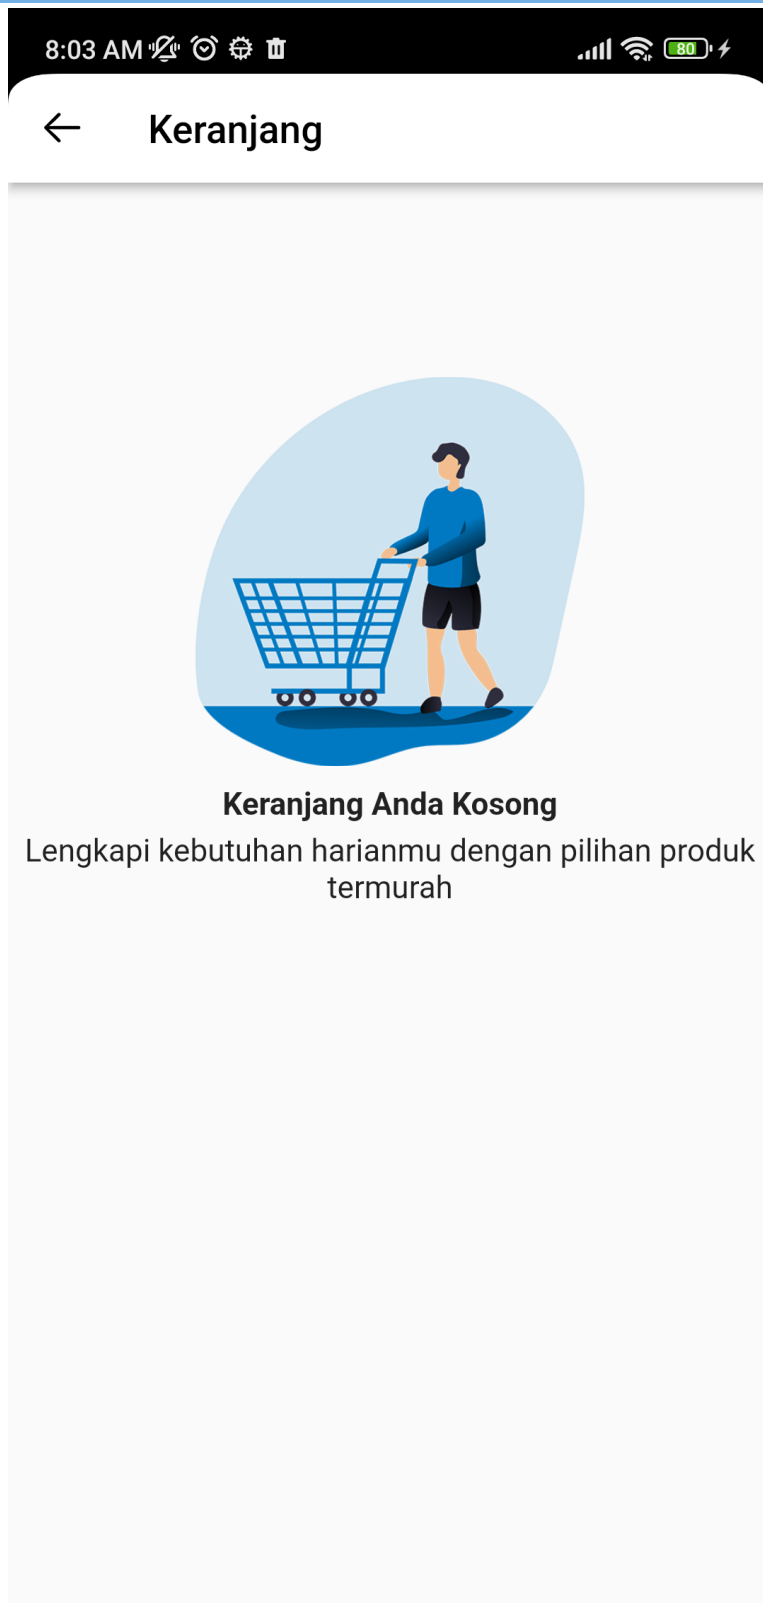 8:03 AM
80
Keranjang
Keranjang Anda Kosong
Lengkapi kebutuhan harianmu dengan pilihan produk
termurah